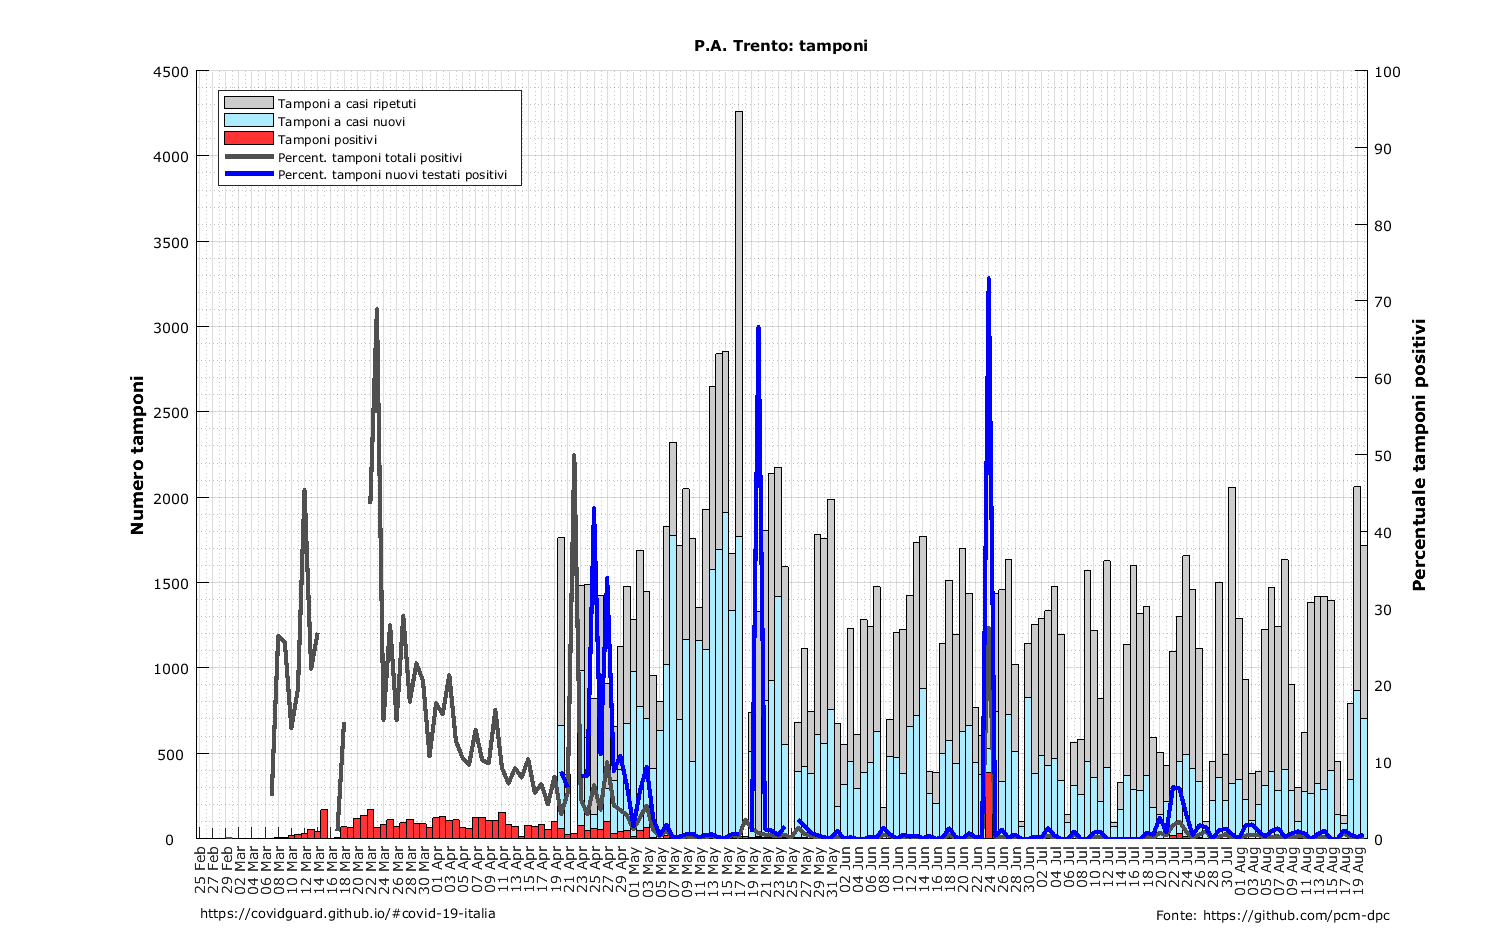 P.A. Trento: tamponi
Tamponi a casi ripetuti
Tamponi a casi nuovi
Tamponi positivi
Percent. tamponi totali positivi
Percent. tamponi nuovi testati positivi
Numero tamponi
4500
4000
3500
3000
2500
2000
1500
1000
500
0
Percentuale tamponi positivi
100
90
80
70
60
50
40
30
20
10
0
25 Feb
27 Feb
29 Feb
02 Mar
04 Mar
06 Mar
08 Mar
10 Mar
12 Mar
14 Mar
16 Mar
18 Mar
20 Mar
22 Mar
24 Mar
26 Mar
28 Mar
30 Mar
01 Apr
03 Apr
05 Apr
07 Apr
09 Apr
11 Apr
13 Apr
15 Apr
17 Apr
19 Apr
21 Apr
23 Apr
25 Apr
27 Apr
29 Apr
01 May
03 May
05 May
07 May
09 May
11 May
13 May
15 May
17 May
19 May
21 May
23 May
25 May
27 May
29 May
31 May
02 Jun
04 Jun
06 Jun
08 Jun
10 Jun
12 Jun
14 Jun
16 Jun
18 Jun
20 Jun
22 Jun
24 Jun
26 Jun
28 Jun
30 Jun
02 Jul
04 Jul
06 Jul
08 Jul
10 Jul
12 Jul
14 Jul
16 Jul
18 Jul
20 Jul
22 Jul
24 Jul
26 Jul
28 Jul
30 Jul
01 Aug
03 Aug
05 Aug
07 Aug
09 Aug
11 Aug
13 Aug
15 Aug
17 Aug
19 Aug
https://covidguard.github.io/#covid-19-italia
Fonte: https://github.com/pcm-dpc